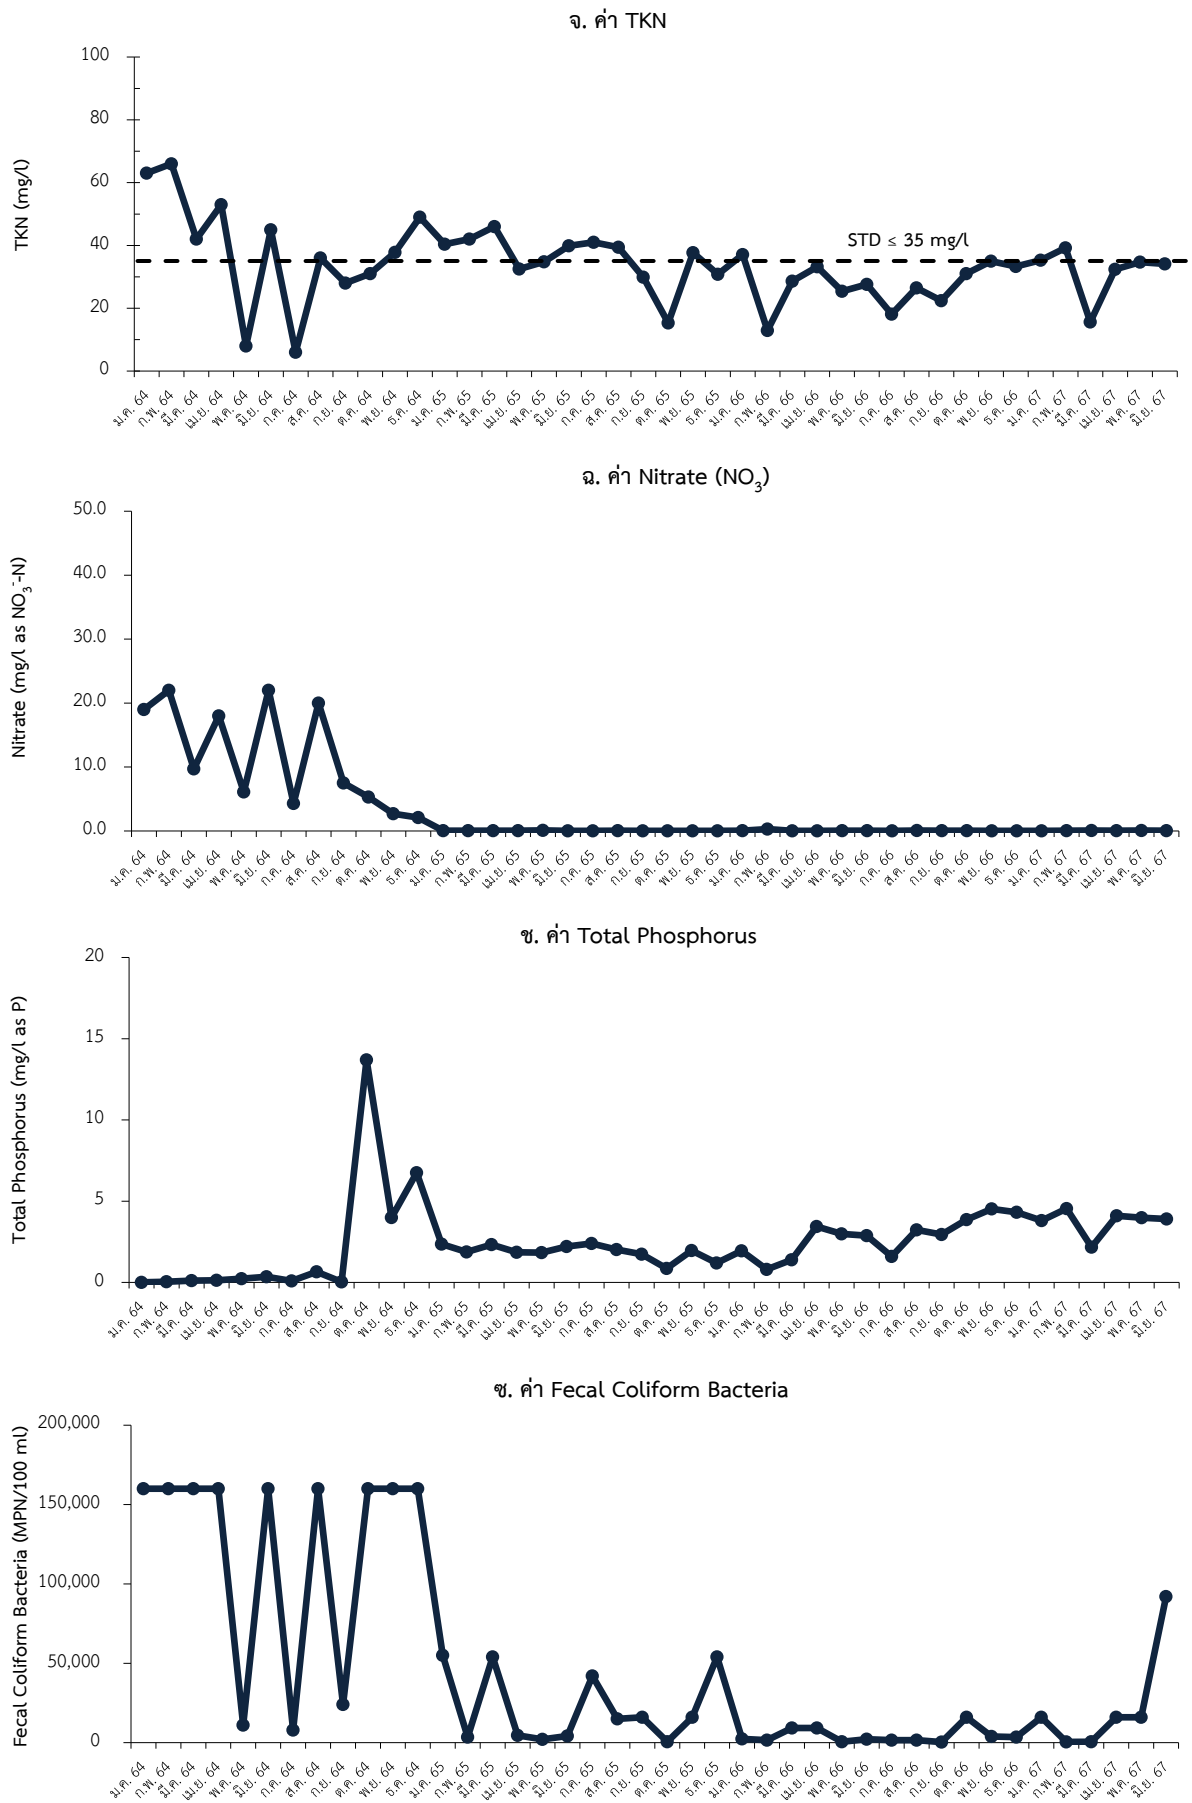 จ. ค่า TKN
100
80
60
40
20
0
TKN (mg/l)
STD ≤ 35 mg/l
ม.ค. 64 ก.พ. 64 มี.ค. 64 เม.ย. 64 พ.ค. 64 มิ.ย. 64 ก.ค. 64 ส.ค. 64 ก.ย. 64 ต.ค. 64 พ.ย. 64 ธ.ค. 64 ม.ค. 65 ก.พ. 65 มี.ค. 65 เม.ย. 65 พ.ค. 65 มิ.ย. 65 ก.ค. 65 ส.ค. 65 ก.ย. 65 ต.ค. 65 พ.ย. 65 ธ.ค. 65 ม.ค. 66 ก.พ. 66 มี.ค. 66 เม.ย. 66 พ.ค. 66 มิ.ย. 66 ก.ค. 66 ส.ค. 66 ก.ย. 66 ต.ค. 66 พ.ย. 66 ธ.ค. 66 ม.ค. 67 ก.พ. 67 มี.ค. 67 เม.ย. 67 พ.ค. 67 มิ.ย. 67
ฉ. ค่า Nitrate (NO3)
50.0
40.0
30.0
20.0
10.0
0.0
Nitrate (mg/l as NO3--N)
ม.ค. 64 ก.พ. 64 มี.ค. 64 เม.ย. 64 พ.ค. 64 มิ.ย. 64 ก.ค. 64 ส.ค. 64 ก.ย. 64 ต.ค. 64 พ.ย. 64 ธ.ค. 64 ม.ค. 65 ก.พ. 65 มี.ค. 65 เม.ย. 65 พ.ค. 65 มิ.ย. 65 ก.ค. 65 ส.ค. 65 ก.ย. 65 ต.ค. 65 พ.ย. 65 ธ.ค. 65 ม.ค. 66 ก.พ. 66 มี.ค. 66 เม.ย. 66 พ.ค. 66 มิ.ย. 66 ก.ค. 66 ส.ค. 66 ก.ย. 66 ต.ค. 66 พ.ย. 66 ธ.ค. 66 ม.ค. 67 ก.พ. 67 มี.ค. 67 เม.ย. 67 พ.ค. 67 มิ.ย. 67
ช. ค่า Total Phosphorus
20
15
10
5
0
Total Phosphorus (mg/l as P)
ม.ค. 64 ก.พ. 64 มี.ค. 64 เม.ย. 64 พ.ค. 64 มิ.ย. 64 ก.ค. 64 ส.ค. 64 ก.ย. 64 ต.ค. 64 พ.ย. 64 ธ.ค. 64 ม.ค. 65 ก.พ. 65 มี.ค. 65 เม.ย. 65 พ.ค. 65 มิ.ย. 65 ก.ค. 65 ส.ค. 65 ก.ย. 65 ต.ค. 65 พ.ย. 65 ธ.ค. 65 ม.ค. 66 ก.พ. 66 มี.ค. 66 เม.ย. 66 พ.ค. 66 มิ.ย. 66 ก.ค. 66 ส.ค. 66 ก.ย. 66 ต.ค. 66 พ.ย. 66 ธ.ค. 66 ม.ค. 67 ก.พ. 67 มี.ค. 67 เม.ย. 67 พ.ค. 67 มิ.ย. 67
ซ. ค่า Fecal Coliform Bacteria
200,000
150,000
100,000
50,000
0
Fecal Coliform Bacteria (MPN/100 ml)
ม.ค. 64 ก.พ. 64 มี.ค. 64 เม.ย. 64 พ.ค. 64 มิ.ย. 64 ก.ค. 64 ส.ค. 64 ก.ย. 64 ต.ค. 64 พ.ย. 64 ธ.ค. 64 ม.ค. 65 ก.พ. 65 มี.ค. 65 เม.ย. 65 พ.ค. 65 มิ.ย. 65 ก.ค. 65 ส.ค. 65 ก.ย. 65 ต.ค. 65 พ.ย. 65 ธ.ค. 65 ม.ค. 66 ก.พ. 66 มี.ค. 66 เม.ย. 66 พ.ค. 66 มิ.ย. 66 ก.ค. 66 ส.ค. 66 ก.ย. 66 ต.ค. 66 พ.ย. 66 ธ.ค. 66 ม.ค. 67 ก.พ. 67 มี.ค. 67 เม.ย. 67 พ.ค. 67 มิ.ย. 67